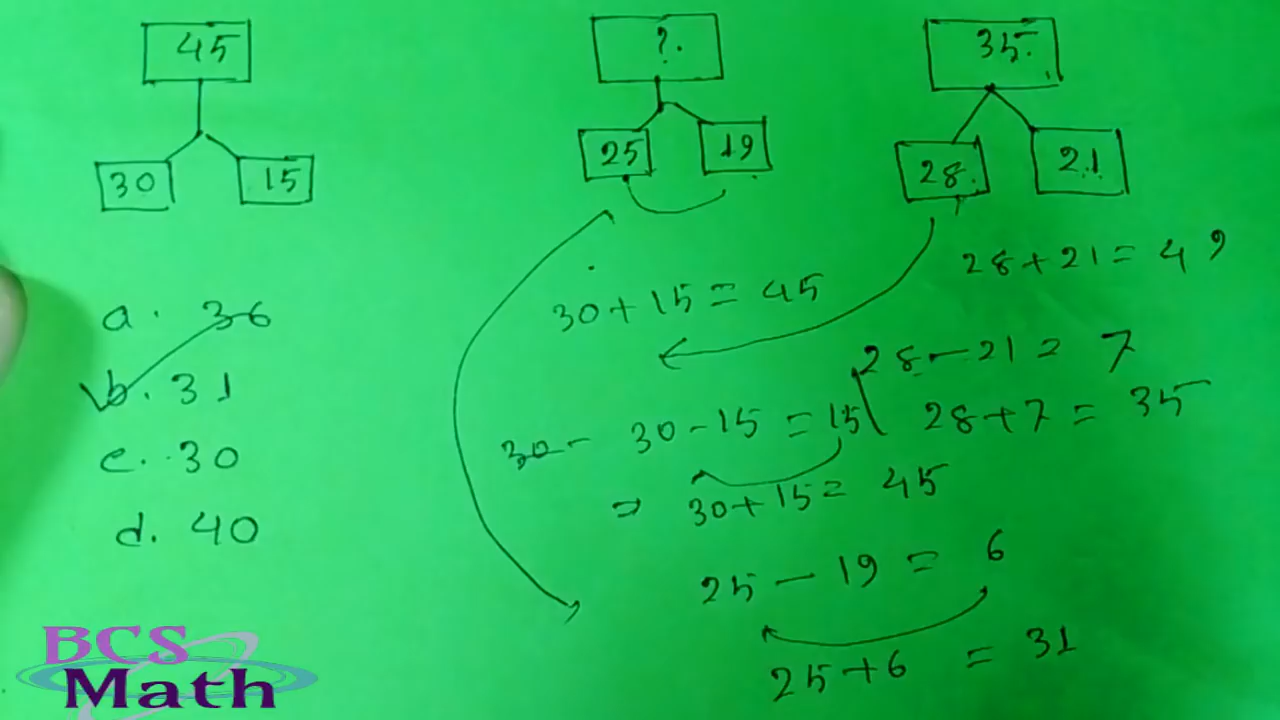 45
30 15
?.
25 19
35
28. 21
a. 36
b. 31
c. 30
d. 40
30 + 15 = 45
28 + 21 = 49
28 - 21 = 7
28 + 7 = 35
30 - 30 - 15 = 15
⇒ 30 + 15 = 45
25 - 19 = 6
25 + 6 = 31
BCS
Math